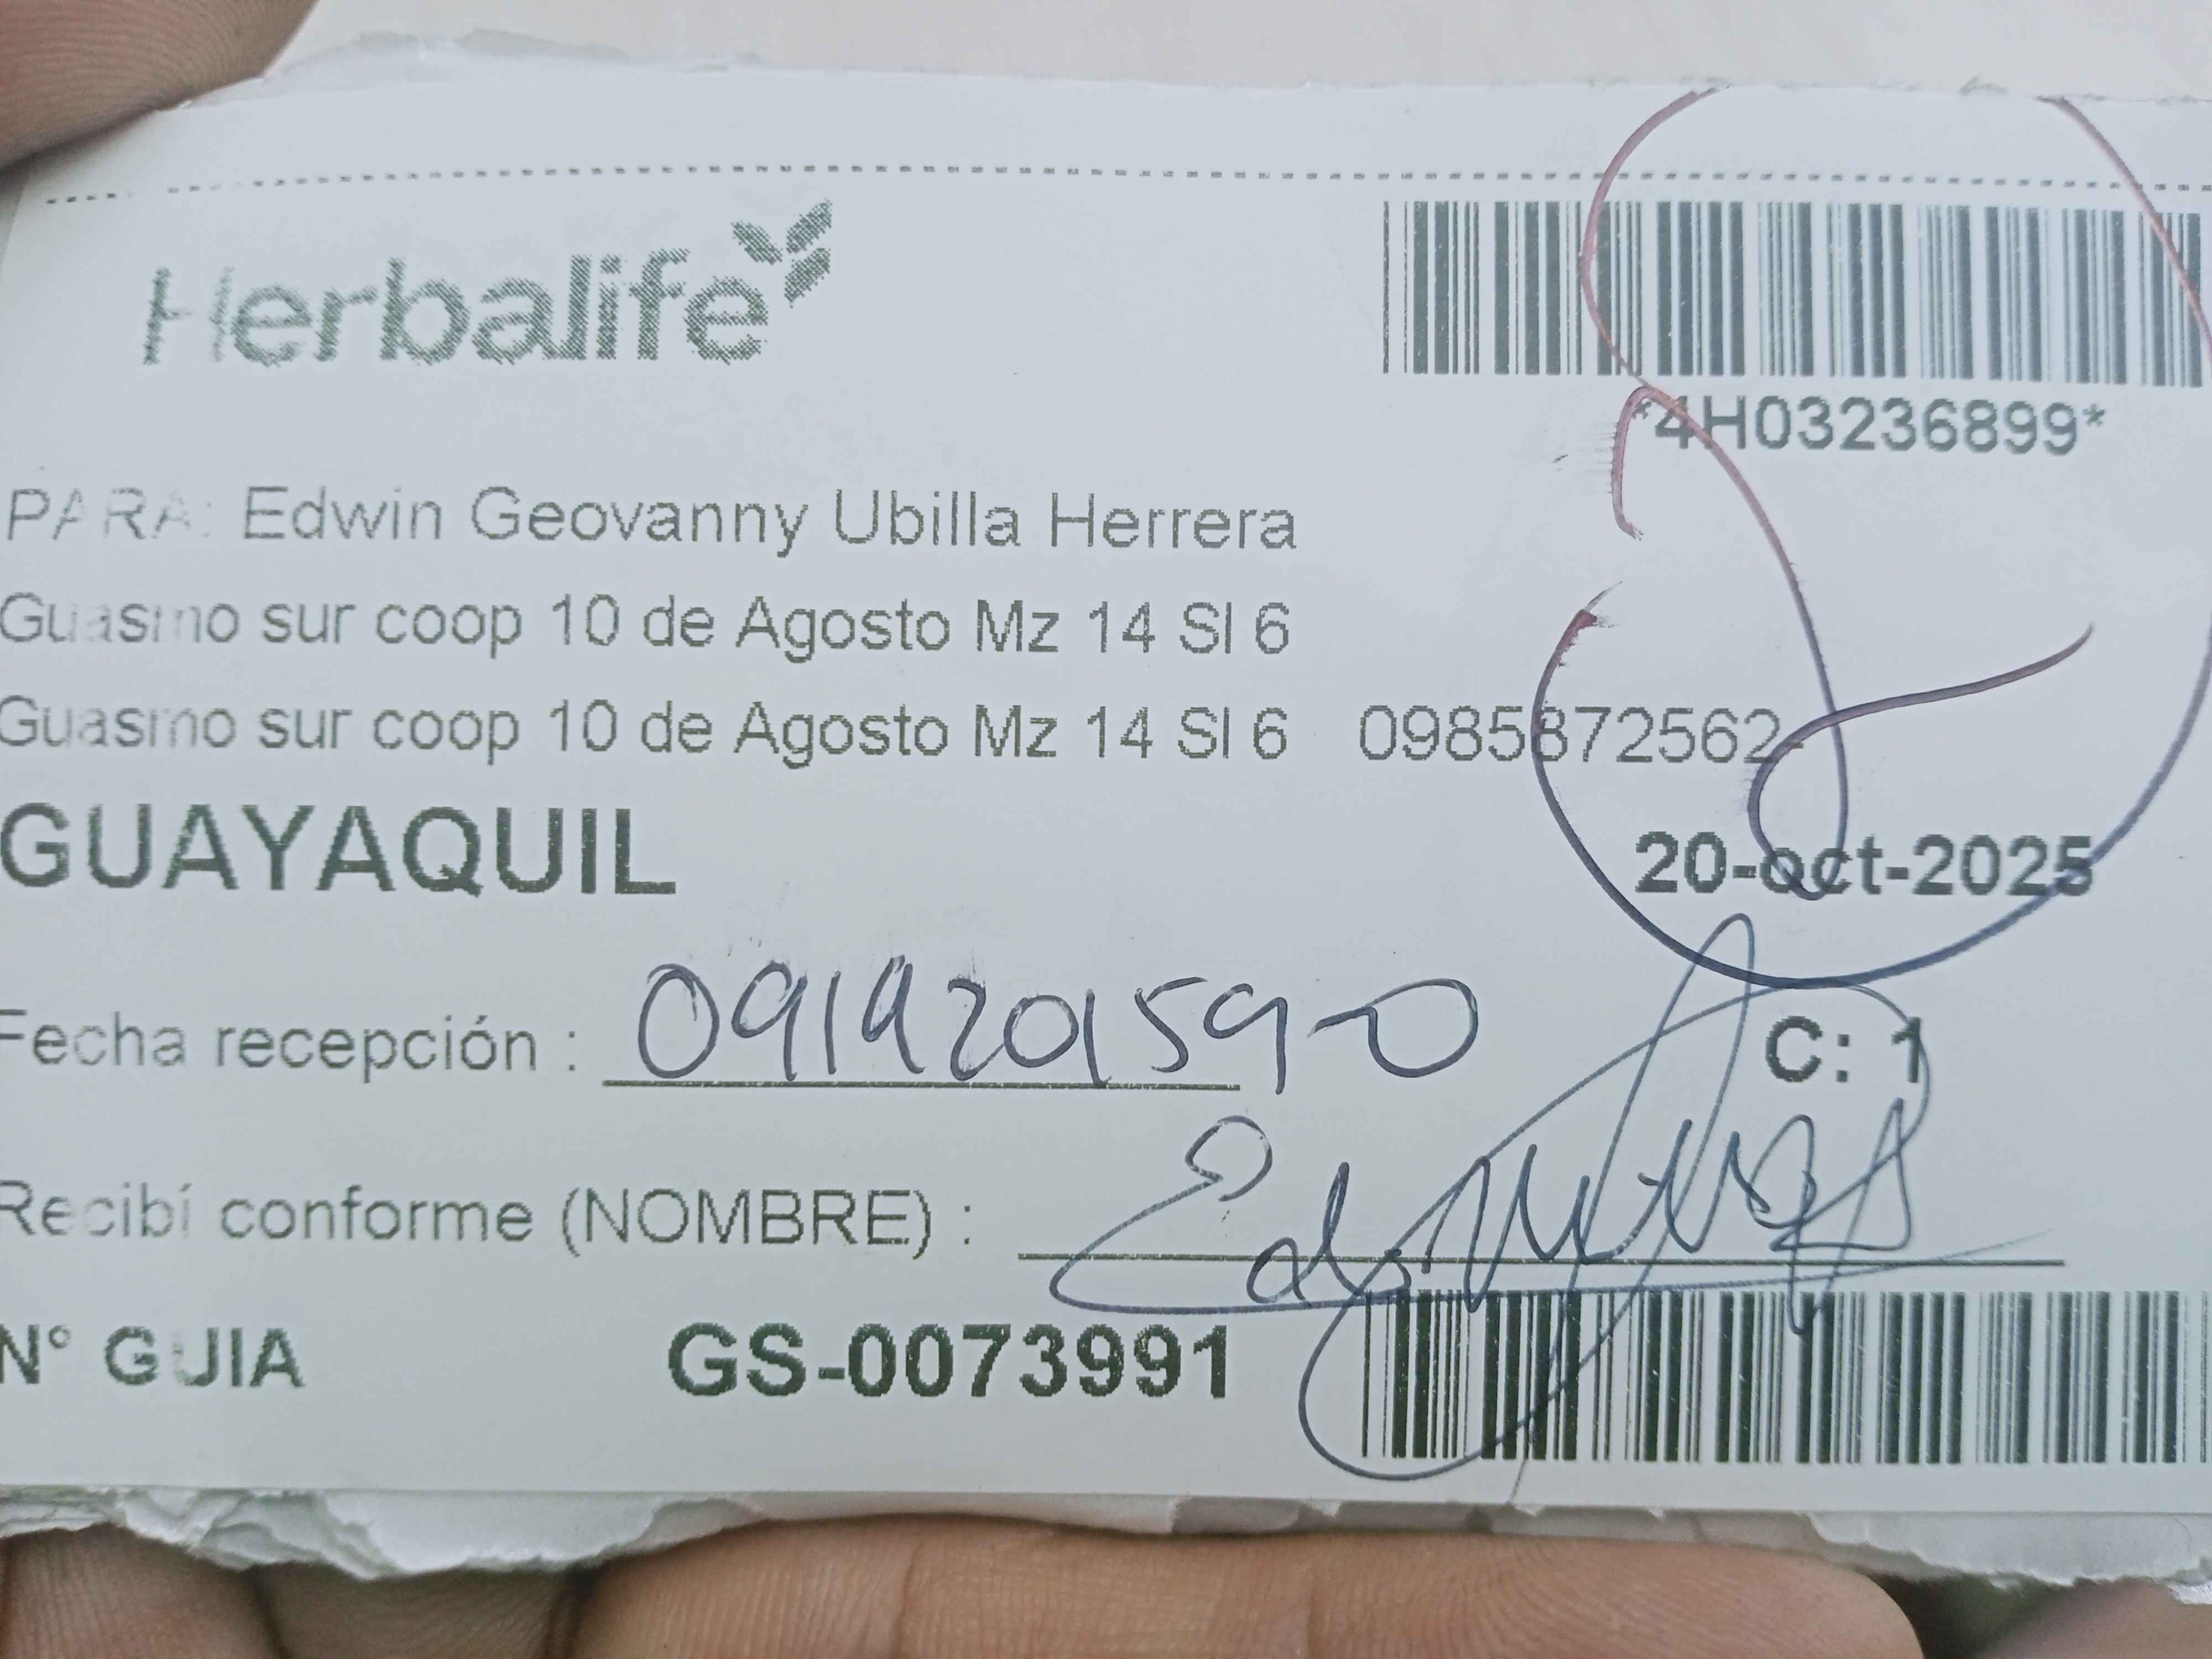 Herbalife
*4H03236899*
PARA: Edwin Geovanny Ubilla Herrera
Guasmo sur coop 10 de Agosto Mz 14 Sl 6
Guasmo sur coop 10 de Agosto Mz 14 Sl 6 0985872562-
GUAYAQUIL
20-oct-2025
Fecha recepción : 0919201590
C: 1
Recibí conforme (NOMBRE) :
N° GUIA GS-0073991